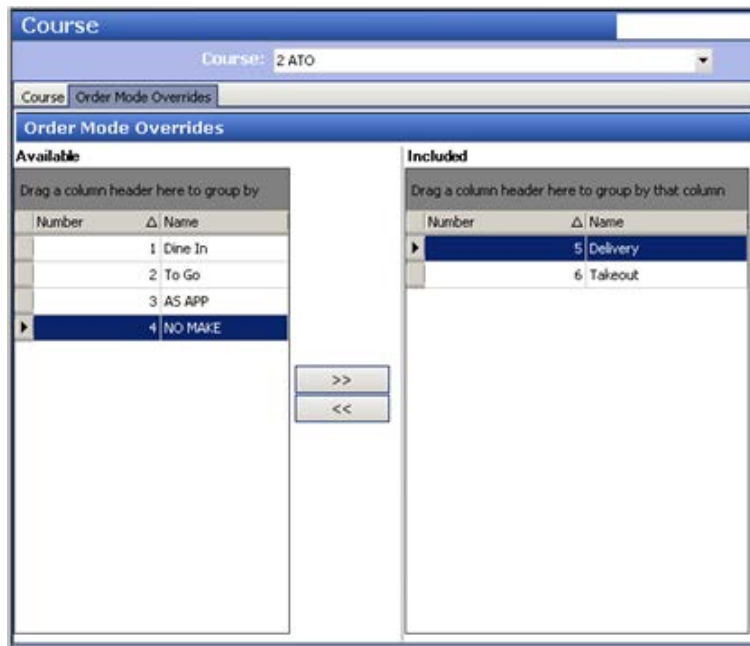 Course
Course: 2 ATO
Course Order Mode Overrides
Order Mode Overrides
Available
Drag a column header here to group by
Number Name
1 Dine In
2 To Go
3 AS APP
4 NO MAKE
>>
<<
Included
Drag a column header here to group by that column
Number Name
5 Delivery
6 Takeout